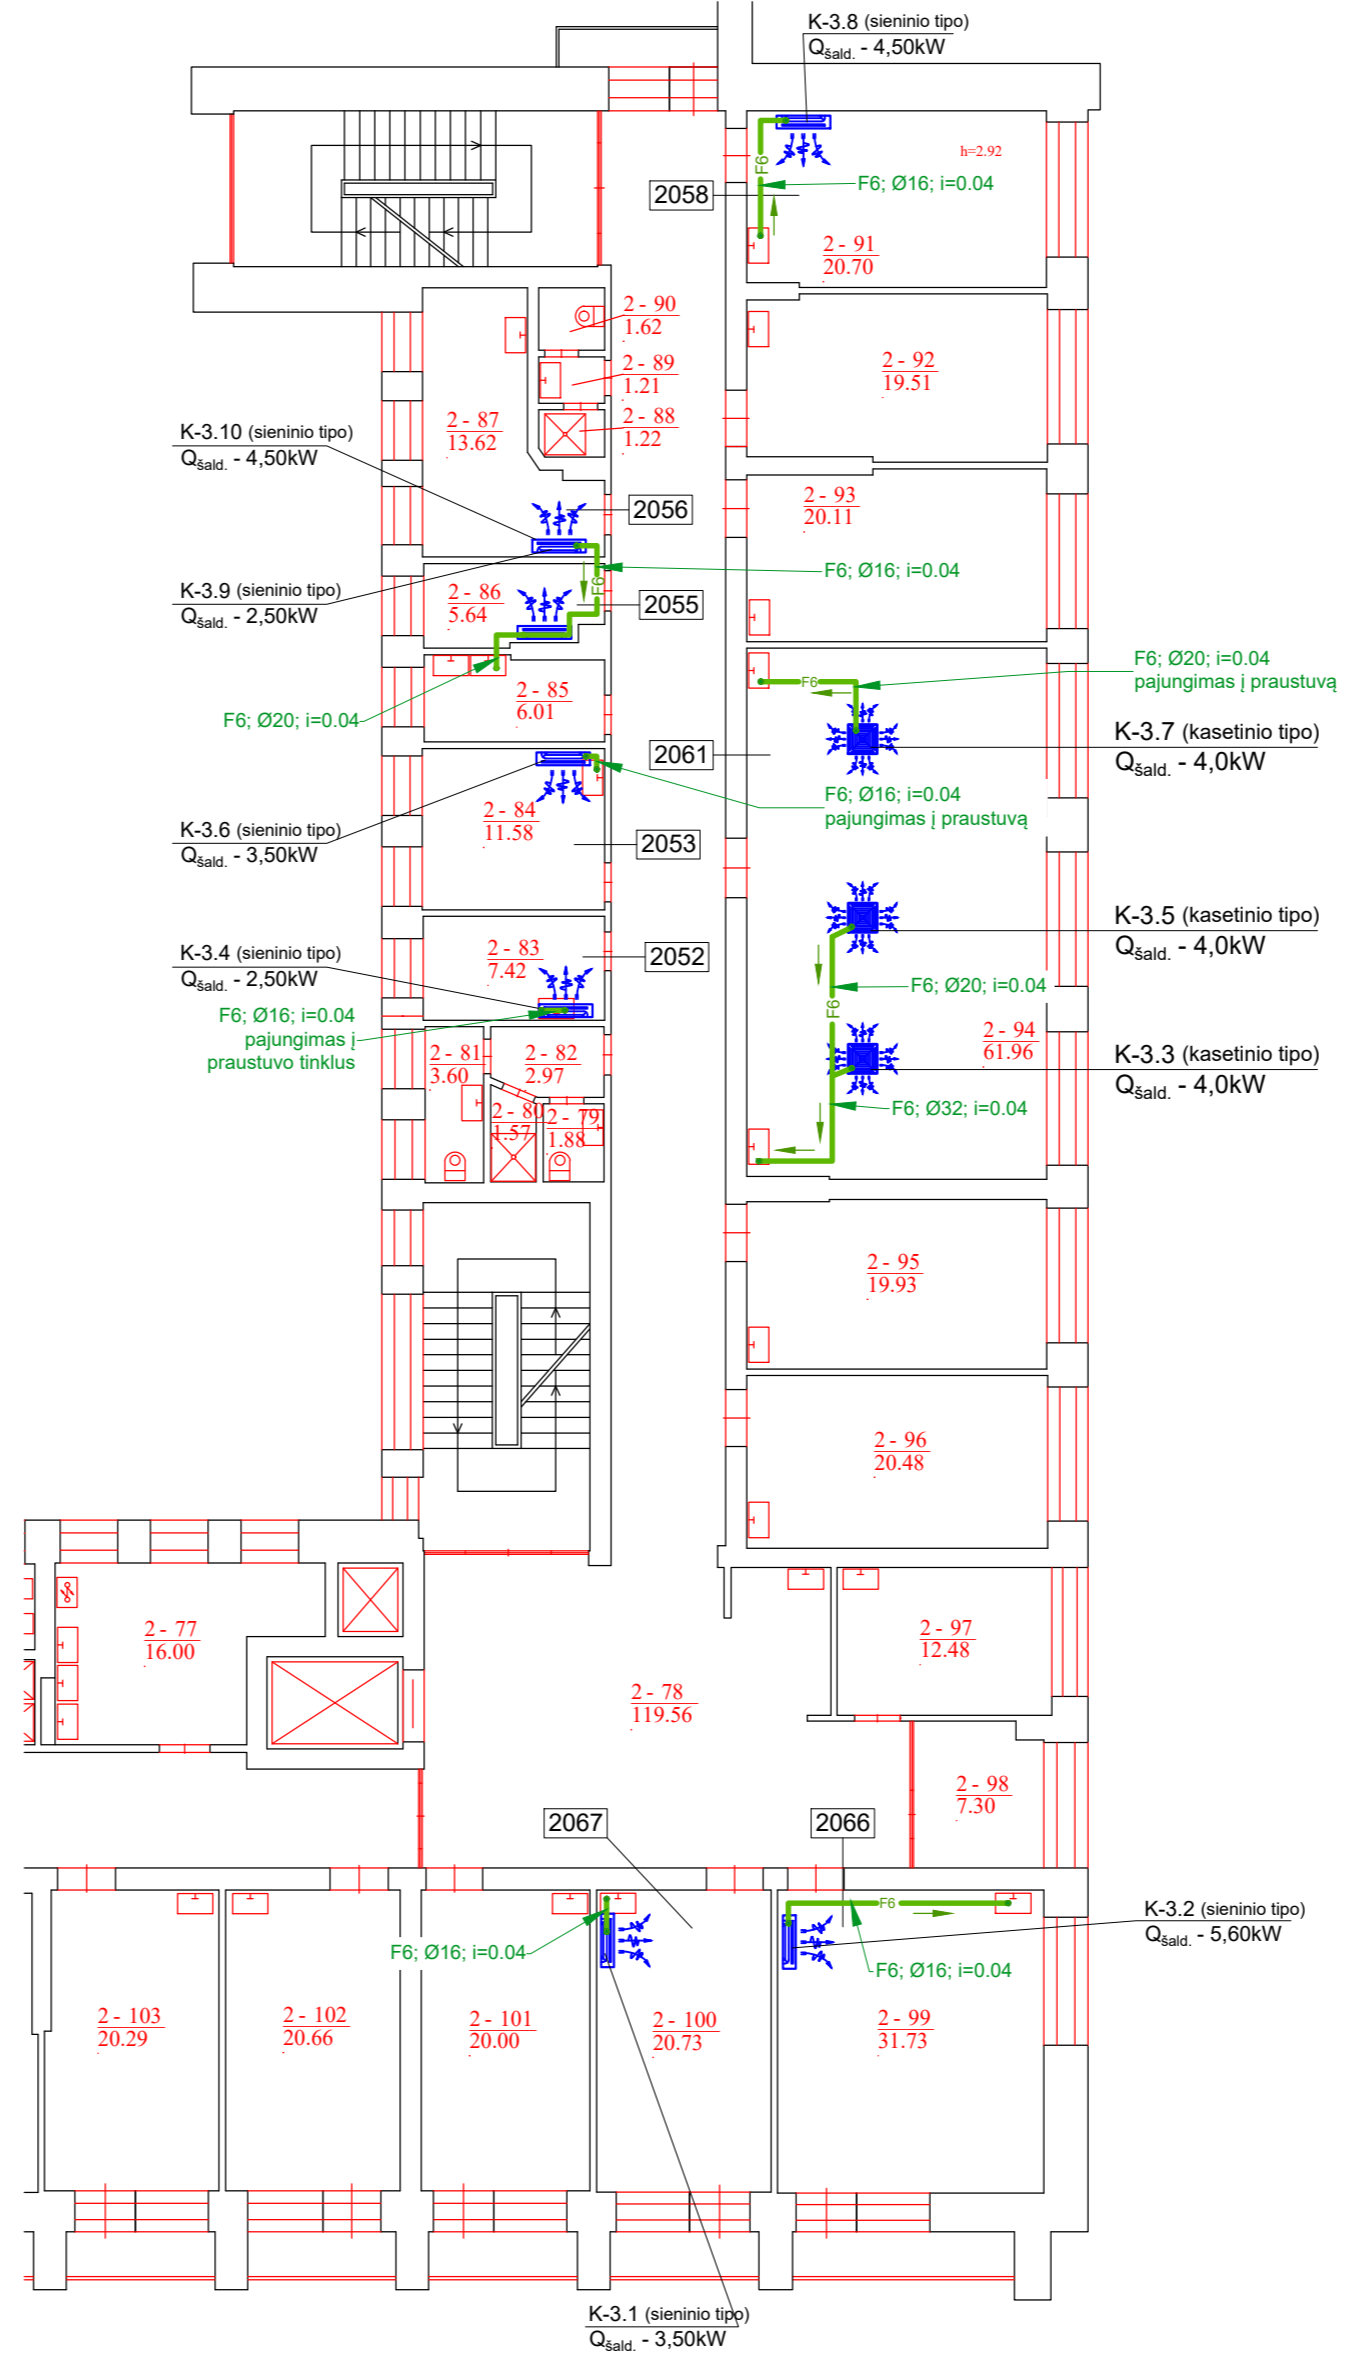 K-3.8 (sieninio tipo)
Qšald. - 4,50kW
h=2.92
F6
F6; Ø16; i=0.04
2058
2 - 91
20.70
2 - 90
1.62
2 - 89
1.21
2 - 88
1.22
2 - 92
19.51
2 - 87
13.62
K-3.10 (sieninio tipo)
Qšald. - 4,50kW
2056
2 - 93
20.11
F6; Ø16; i=0.04
K-3.9 (sieninio tipo)
Qšald. - 2,50kW
F6
2 - 86
5.64
2055
2 - 85
6.01
F6; Ø20; i=0.04
F6; Ø20; i=0.04
pajungimas į praustuvą
F6
K-3.7 (kasetinio tipo)
Qšald. - 4,0kW
2061
F6; Ø16; i=0.04
pajungimas į praustuvą
2 - 84
11.58
K-3.6 (sieninio tipo)
Qšald. - 3,50kW
2053
K-3.5 (kasetinio tipo)
Qšald. - 4,0kW
2 - 83
7.42
2052
K-3.4 (sieninio tipo)
Qšald. - 2,50kW
F6; Ø20; i=0.04
F6
F6; Ø16; i=0.04
pajungimas į
praustuvo tinklus
2 - 94
61.96
K-3.3 (kasetinio tipo)
Qšald. - 4,0kW
2 - 81
3.60
2 - 82
2.97
2 - 80
1.57
2 - 79
1.88
F6; Ø32; i=0.04
2 - 95
19.93
2 - 96
20.48
2 - 77
16.00
2 - 97
12.48
2 - 78
119.56
2 - 98
7.30
2067
2066
F6
K-3.2 (sieninio tipo)
Qšald. - 5,60kW
F6; Ø16; i=0.04
F6; Ø16; i=0.04
2 - 103
20.29
2 - 102
20.66
2 - 101
20.00
2 - 100
20.73
2 - 99
31.73
K-3.1 (sieninio tipo)
Qšald. - 3,50kW